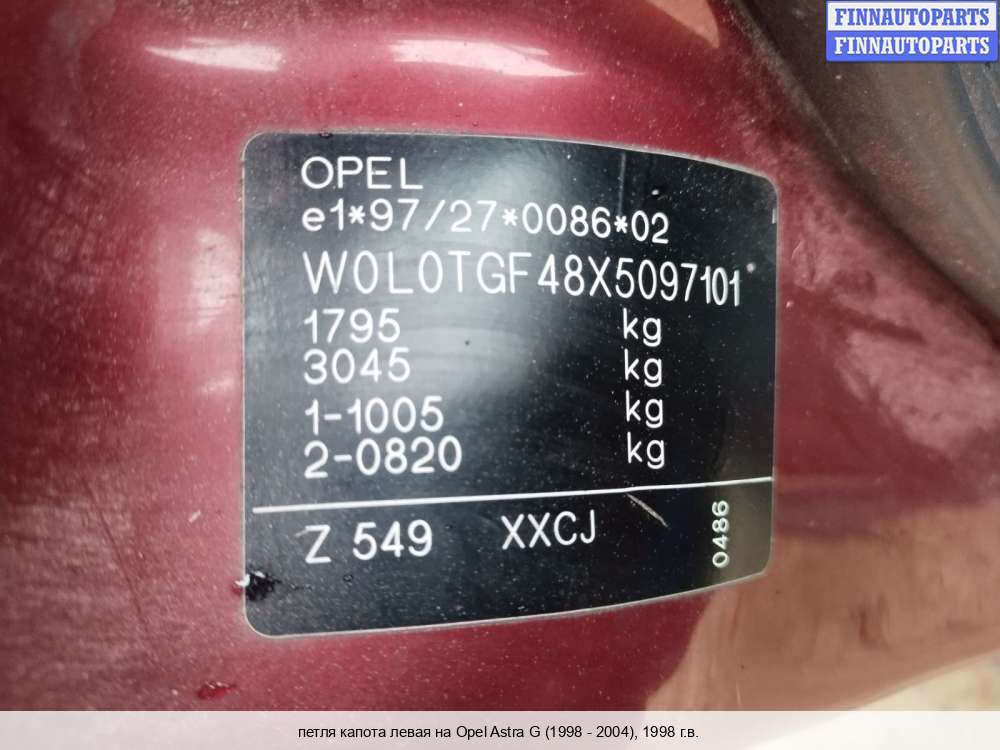 FINNAUTOPARTS
FINNAUTOPARTS
OPEL
e1*97/27*0086*02
W0L0TGF48X5097101
1795 kg
3045 kg
1-1005 kg
2-0820 kg
Z 549 XXCJ
0486
петля капота левая на Opel Astra G (1998 - 2004), 1998 г.в.